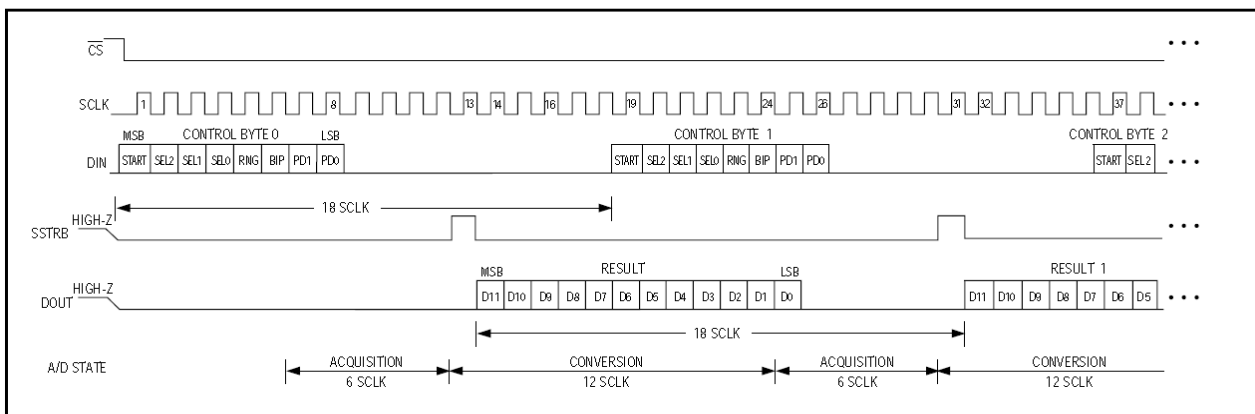 CS • • •
SCLK 1 8 13 14 16 19 24 26 31 32 37 • • •
MSB CONTROL BYTE 0 LSB CONTROL BYTE 1 CONTROL BYTE 2
DIN START SEL2 SEL1 SEL0 RNG BIP PD1 PD0 START SEL2 SEL1 SEL0 RNG BIP PD1 PD0 START SEL2 • • •
18 SCLK
HIGH-Z
SSTRB • • •
MSB RESULT LSB RESULT 1
HIGH-Z
DOUT D11 D10 D9 D8 D7 D6 D5 D4 D3 D2 D1 D0 D11 D10 D9 D8 D7 D6 D5 • • •
18 SCLK
A/D STATE ACQUISITION CONVERSION ACQUISITION CONVERSION
6 SCLK 12 SCLK 6 SCLK 12 SCLK